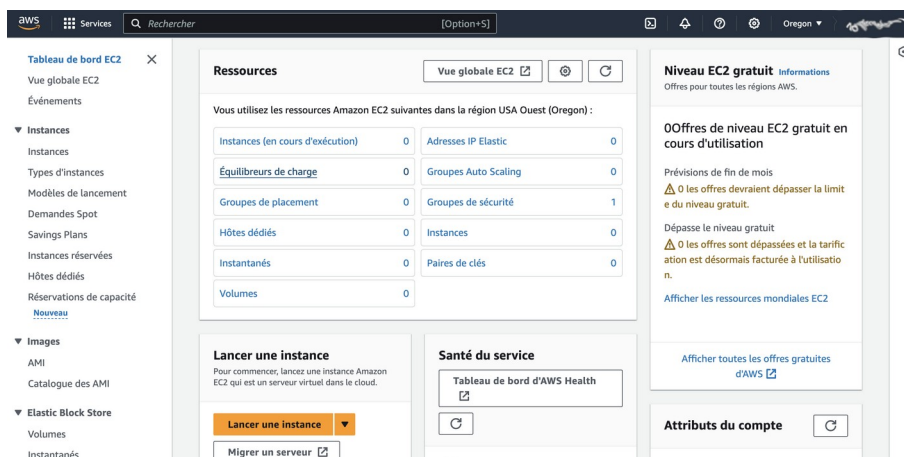 aws
Services
Rechercher
[Option+S]
Oregon ▼
Tableau de bord EC2
Vue globale EC2
Événements
▼ Instances
Instances
Types d'instances
Modèles de lancement
Demandes Spot
Savings Plans
Instances réservées
Hôtes dédiés
Réservations de capacité
Nouveau
▼ Images
AMI
Catalogue des AMI
▼ Elastic Block Store
Volumes
Instantanés
Ressources
Vue globale EC2
Vous utilisez les ressources Amazon EC2 suivantes dans la région USA Ouest (Oregon) :
Instances (en cours d'exécution) 0
Adresses IP Elastic 0
Équilibreurs de charge 0
Groupes Auto Scaling 0
Groupes de placement 0
Groupes de sécurité 1
Hôtes dédiés 0
Instances 0
Instantanés 0
Paires de clés 0
Volumes 0
Lancer une instance
Pour commencer, lancez une instance Amazon
EC2 qui est un serveur virtuel dans le cloud.
Lancer une instance ▼
Migrer un serveur
Santé du service
Tableau de bord d'AWS Health
Niveau EC2 gratuit Informations
Offres pour toutes les régions AWS.
0Offres de niveau EC2 gratuit en
cours d'utilisation
Prévisions de fin de mois
0 les offres devraient dépasser la limit
e du niveau gratuit.
Dépasse le niveau gratuit
0 les offres sont dépassées et la tarific
ation est désormais facturée à l'utilisatio
n.
Afficher les ressources mondiales EC2
Afficher toutes les offres gratuites
d'AWS
Attributs du compte